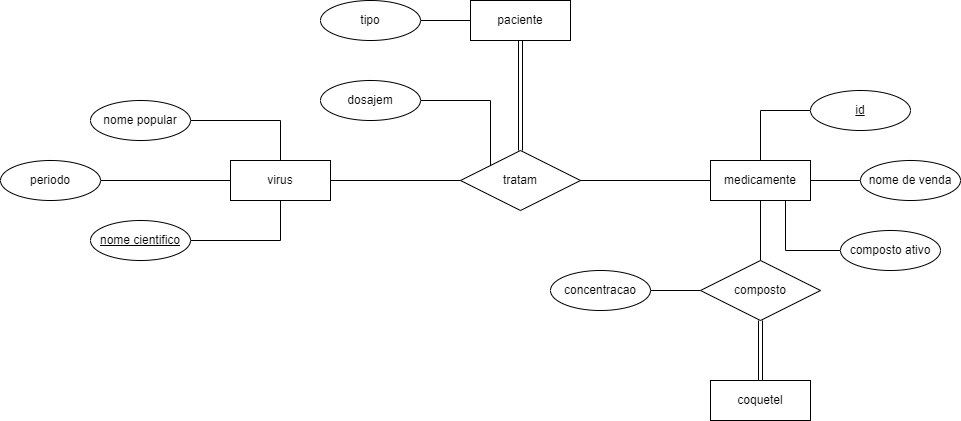 tipo
paciente
dosajem
nome popular
id
periodo
virus
tratam
medicamente
nome de venda
nome cientifico
composto ativo
concentracao
composto
coquetel